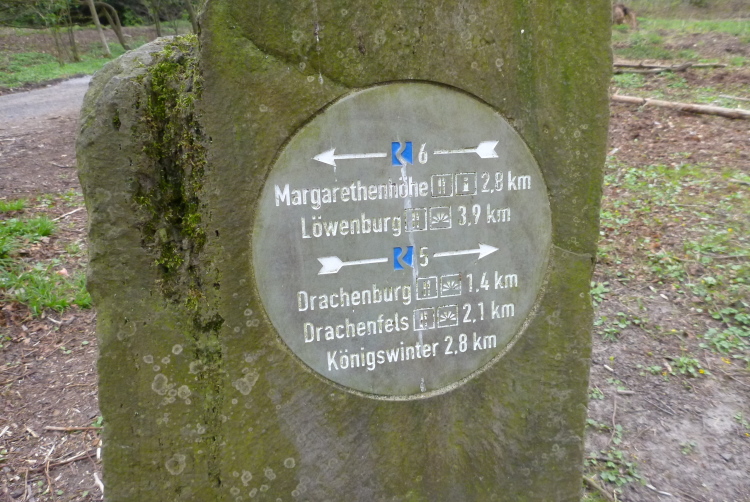 6
Margarethenhöhe 2,8 km
Löwenburg 3,9 km
5
Drachenburg 1,4 km
Drachenfels 2,1 km
Königswinter 2.8 km